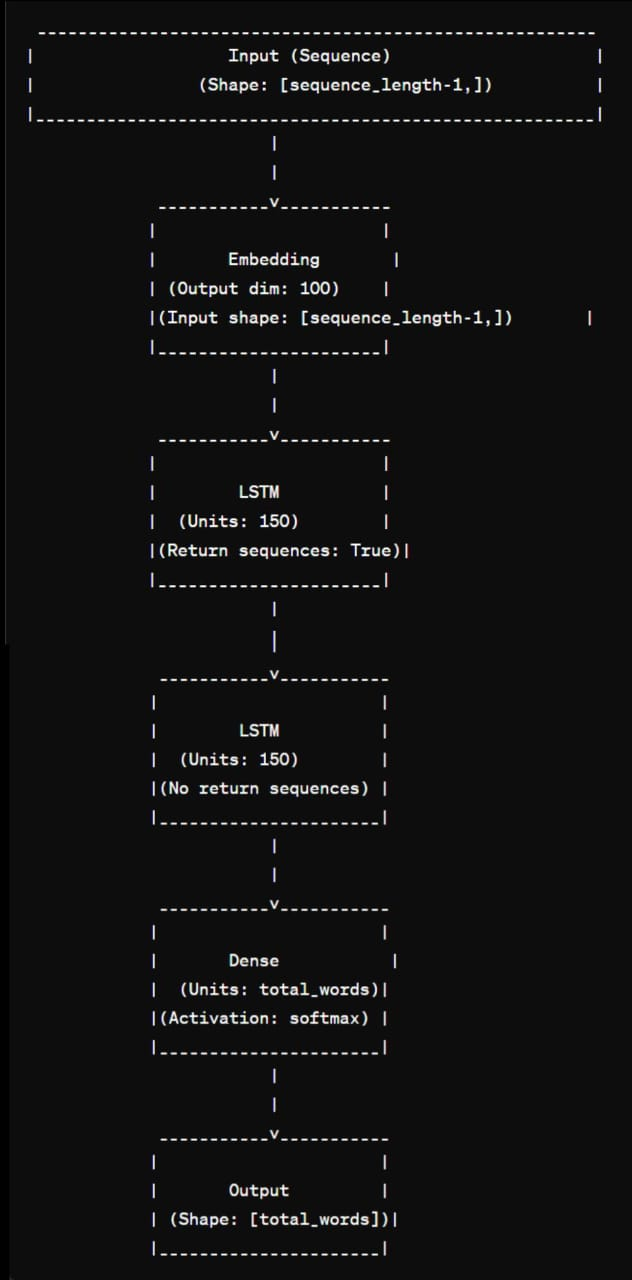 Input (Sequence)
(Shape: [sequence_length-1,])
Embedding
(Output dim: 100)
(Input shape: [sequence_length-1,])
LSTM
(Units: 150)
(Return sequences: True)
LSTM
(Units: 150)
(No return sequences)
Dense
(Units: total_words)
(Activation: softmax)
Output
(Shape: [total_words])